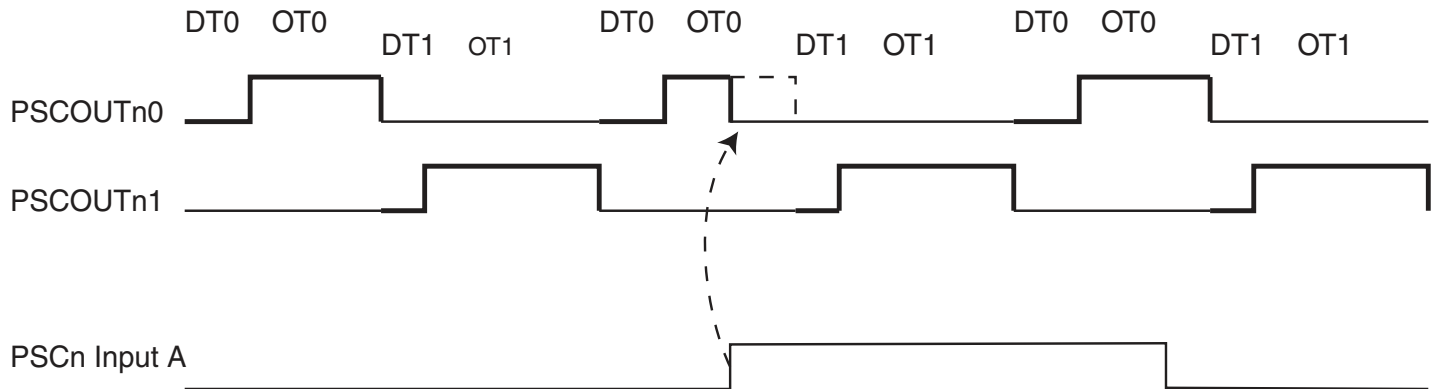 DT0 OT0 DT0 OT0 DT0 OT0
DT1 OT1 DT1 OT1 DT1 OT1
PSCOUTn0
PSCOUTn1
PSCn Input A